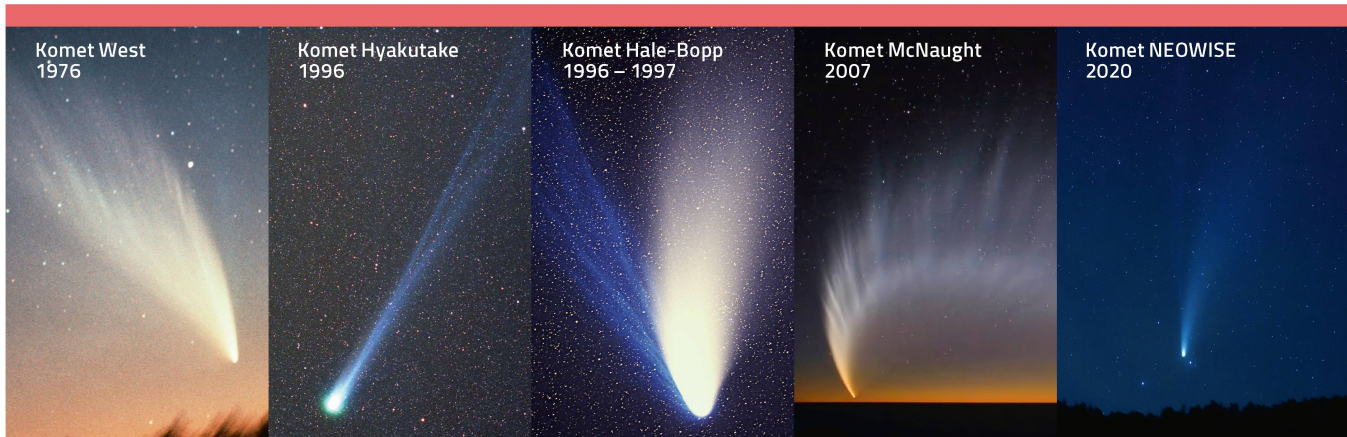 Komet West
1976
Komet Hyakutake
1996
Komet Hale-Bopp
1996 – 1997
Komet McNaught
2007
Komet NEOWISE
2020